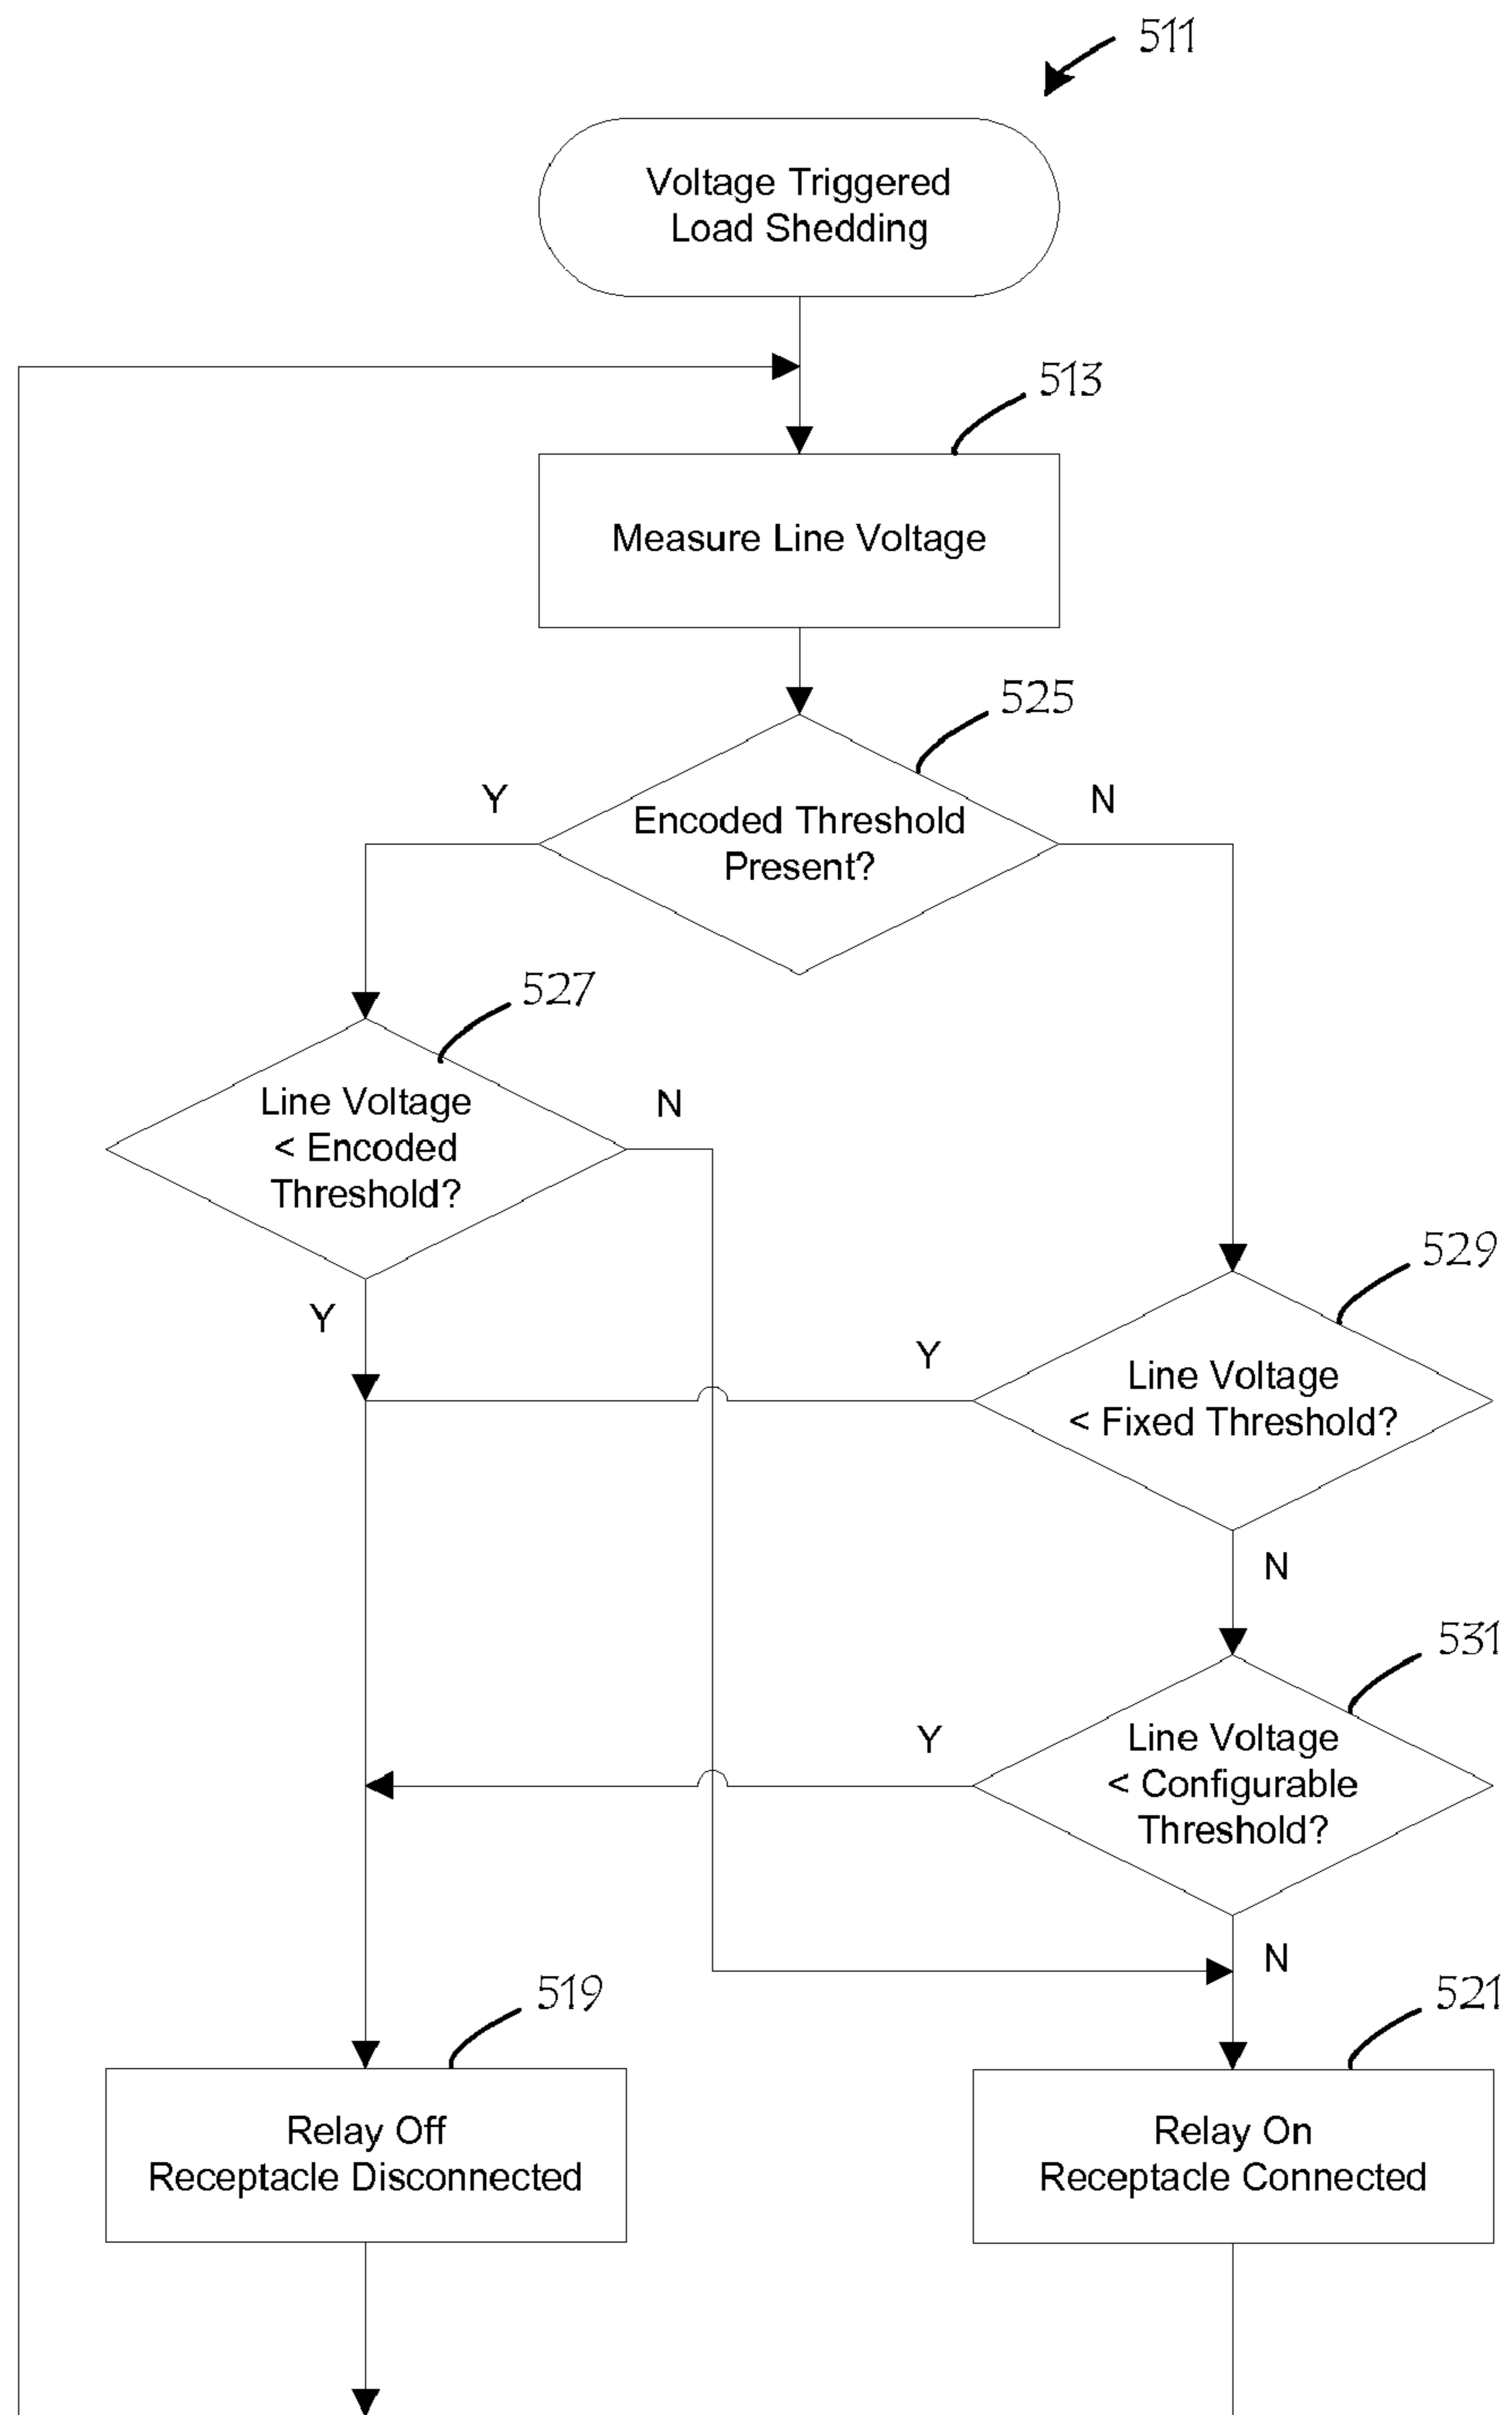 511
Voltage Triggered
Load Shedding
513
Measure Line Voltage
525
Y
N
Encoded Threshold
Present?
527
Line Voltage
< Encoded
Threshold?
N
Y
529
Y
Line Voltage
< Fixed Threshold?
N
531
Y
Line Voltage
< Configurable
Threshold?
N
519
521
Relay Off
Receptacle Disconnected
Relay On
Receptacle Connected